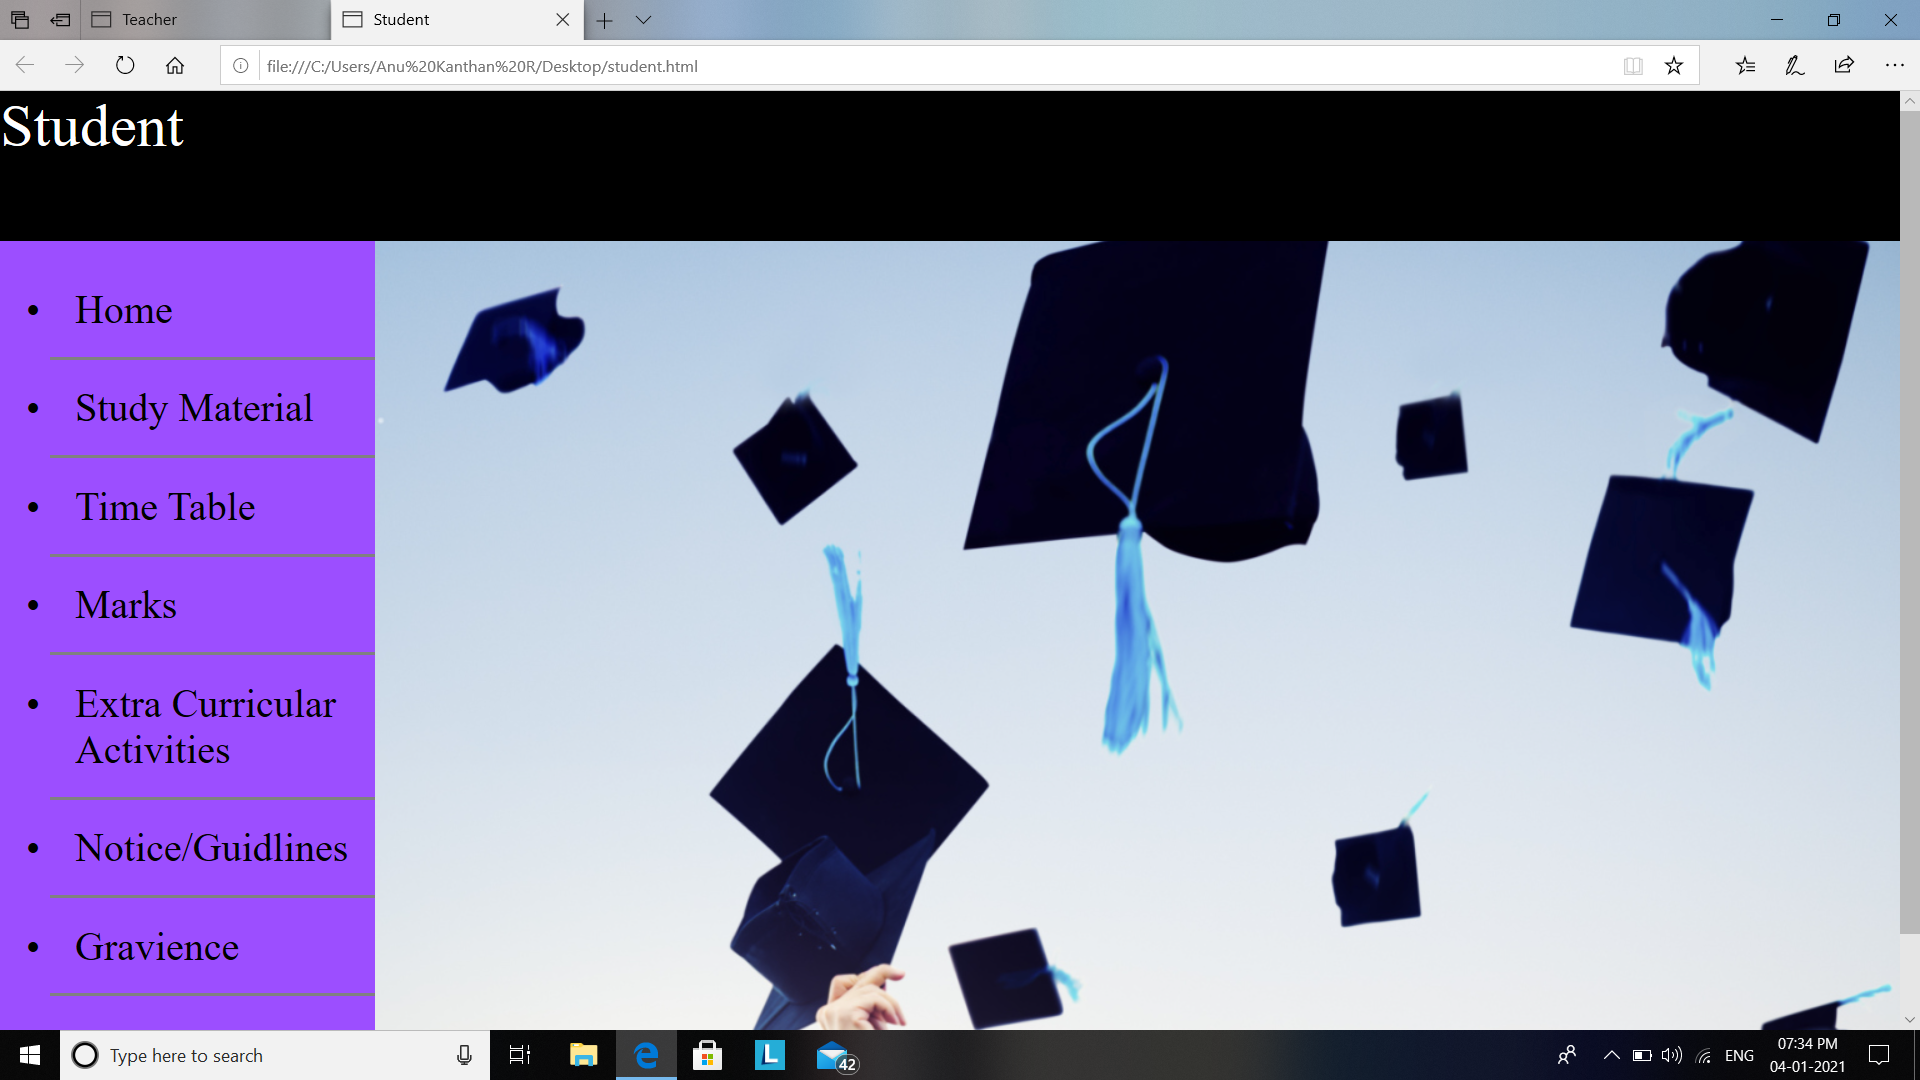 Teacher
Student
file:///C:/Users/Anu%20Kanthan%20R/Desktop/student.html
Student
• Home
• Study Material
• Time Table
• Marks
• Extra Curricular
Activities
• Notice/Guidlines
• Gravience
Type here to search
L
42
ENG
07:34 PM
04-01-2021